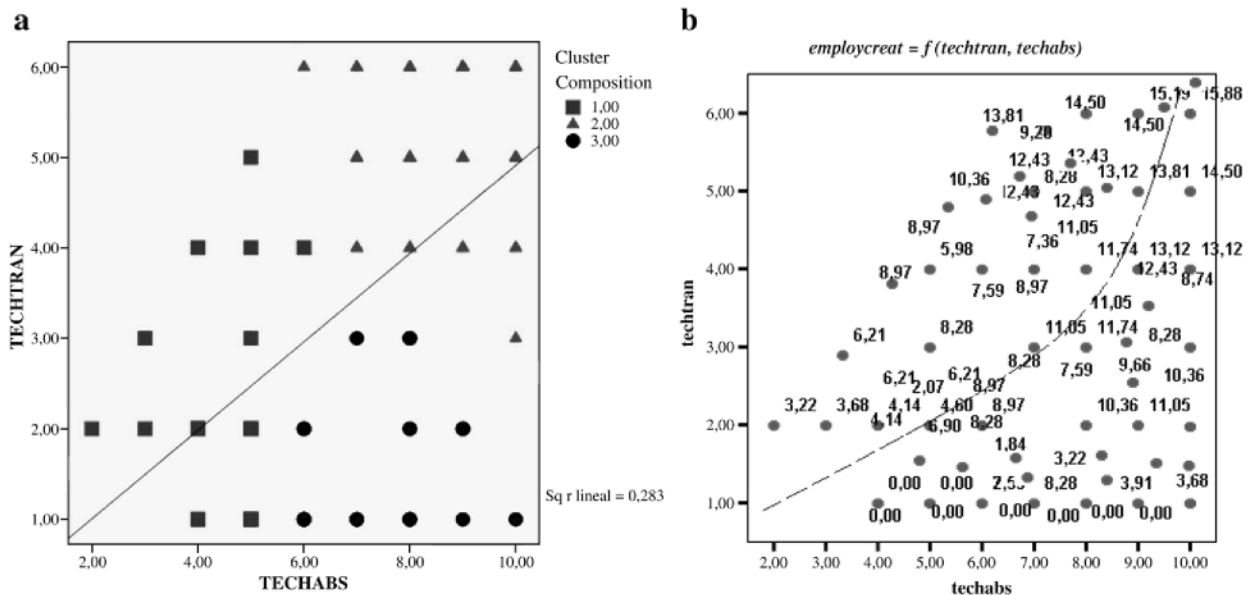 a
Cluster
Composition
1,00
2,00
3,00
6,00
5,00
4,00
3,00
2,00
1,00
TECHTRAN
2,00 4,00 6,00 8,00 10,00
TECHABS
Sq r lineal = 0,283
b
employcreat = f (techtran, techabs)
15,88
14,50
13,81
14,50
12,43
13,12 13,81 14,50
10,36
8,28
12,43
8,97
11,05
7,36
5,98
11,74 13,12 13,12
8,97
12,43
8,74
7,59 8,97
11,05
6,21 8,28
11,05 11,74 8,28
8,28
7,59 9,66 10,36
6,21 6,21
2,07 8,97
3,22 3,68 4,14 4,60 8,97 10,36 11,05
4,14 6,90 8,28
1,84
3,22
0,00 0,00 8,28 3,91 3,68
0,00 0,00 0,00 0,00 0,00 0,00
6,00
5,00
4,00
3,00
2,00
1,00
techtran
2,00 3,00 4,00 5,00 6,00 7,00 8,00 9,00 10,00
techabs